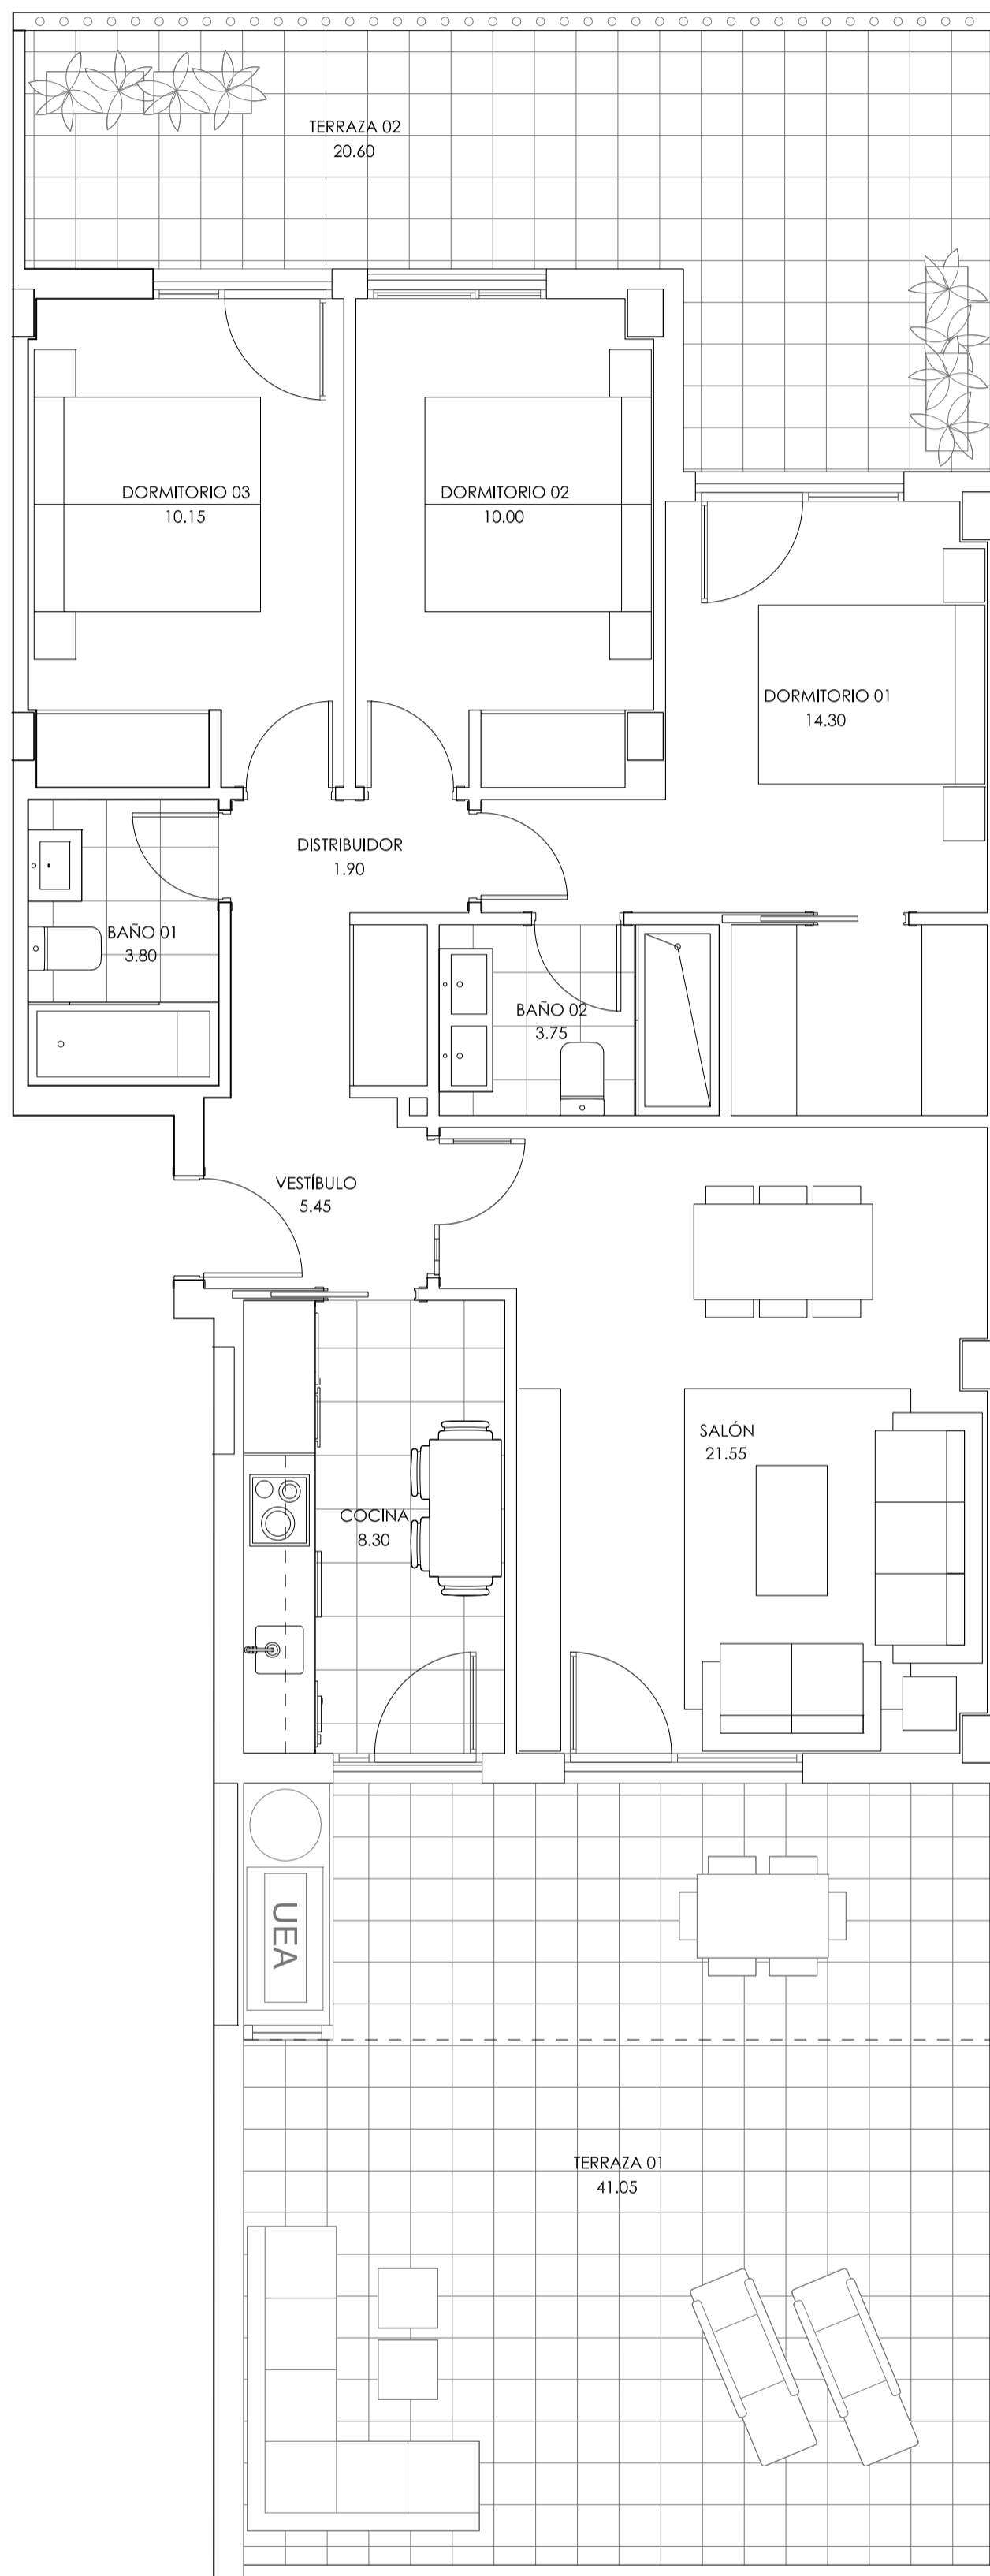 TERRAZA 02
20.60
DORMITORIO 03
10.15
DORMITORIO 02
10.00
DORMITORIO 01
14.30
DISTRIBUIDOR
1.90
BAÑO 01
3.80
BAÑO 02
3.75
VESTÍBULO
5.45
SALÓN
21.55
COCINA
8.30
UEA
TERRAZA 01
41.05